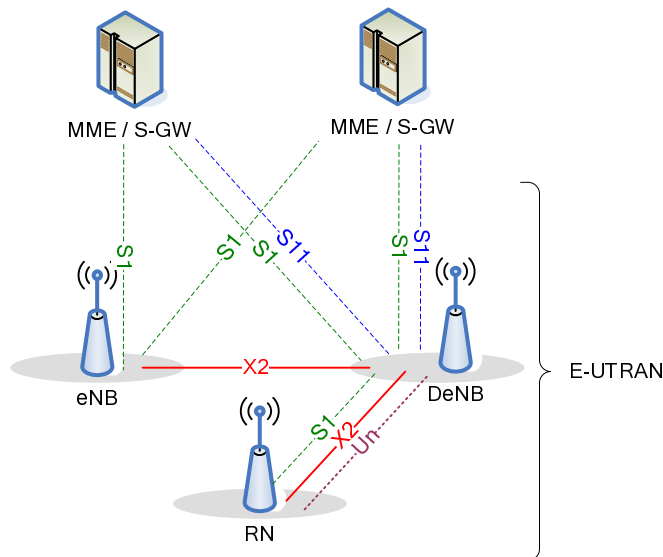 MME / S-GW
MME / S-GW
S1
S1
S1
S11
S1
S11
X2
eNB
DeNB
E-UTRAN
S1
X2
Un
RN